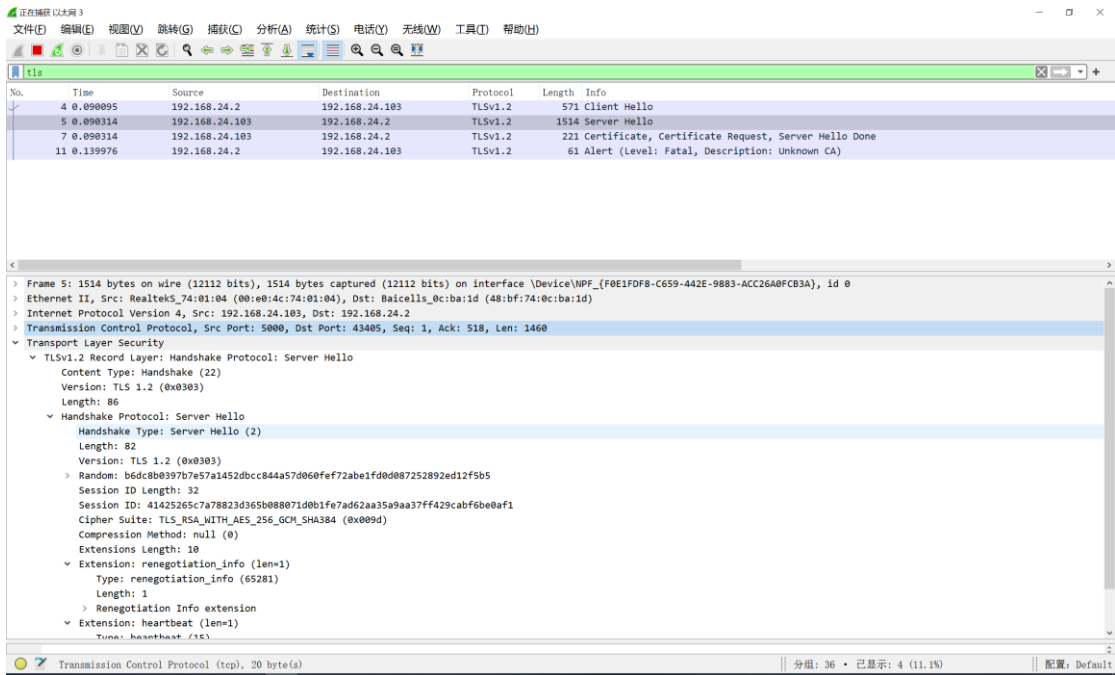 正在捕获 以太网 3
文件(F) 编辑(E) 视图(V) 跳转(G) 捕获(C) 分析(A) 统计(S) 电话(Y) 无线(W) 工具(T) 帮助(H)
tls
No. Time Source Destination Protocol Length Info
4 0.090095 192.168.24.2 192.168.24.103 TLSv1.2 571 Client Hello
5 0.090314 192.168.24.103 192.168.24.2 TLSv1.2 1514 Server Hello
7 0.090314 192.168.24.103 192.168.24.2 TLSv1.2 221 Certificate, Certificate Request, Server Hello Done
11 0.139976 192.168.24.2 192.168.24.103 TLSv1.2 61 Alert (Level: Fatal, Description: Unknown CA)
Frame 5: 1514 bytes on wire (12112 bits), 1514 bytes captured (12112 bits) on interface \Device\NPF_{F0E1FDF8-C659-442E-9883-ACC26A0FCB3A}, id 0
Ethernet II, Src: RealtekS_74:01:04 (00:e0:4c:74:01:04), Dst: Baicells_0c:ba:1d (48:bf:74:0c:ba:1d)
Internet Protocol Version 4, Src: 192.168.24.103, Dst: 192.168.24.2
Transmission Control Protocol, Src Port: 5000, Dst Port: 43405, Seq: 1, Ack: 518, Len: 1460
Transport Layer Security
TLSv1.2 Record Layer: Handshake Protocol: Server Hello
Content Type: Handshake (22)
Version: TLS 1.2 (0x0303)
Length: 86
Handshake Protocol: Server Hello
Handshake Type: Server Hello (2)
Length: 82
Version: TLS 1.2 (0x0303)
Random: b6dc8b0397b7e57a1452dbcc844a57d060fef72abe1fd0d087252892ed12f5b5
Session ID Length: 32
Session ID: 41425265c7a78823d365b088071d0b1fe7ad62aa35a9aa37ff429cabf6be0af1
Cipher Suite: TLS_RSA_WITH_AES_256_GCM_SHA384 (0x009d)
Compression Method: null (0)
Extensions Length: 10
Extension: renegotiation_info (len=1)
Type: renegotiation_info (65281)
Length: 1
Renegotiation Info extension
Extension: heartbeat (len=1)
Type: heartbeat (15)
Transmission Control Protocol (tcp), 20 byte(s) 分组: 36 · 已显示: 4 (11.1%) 配置: Default